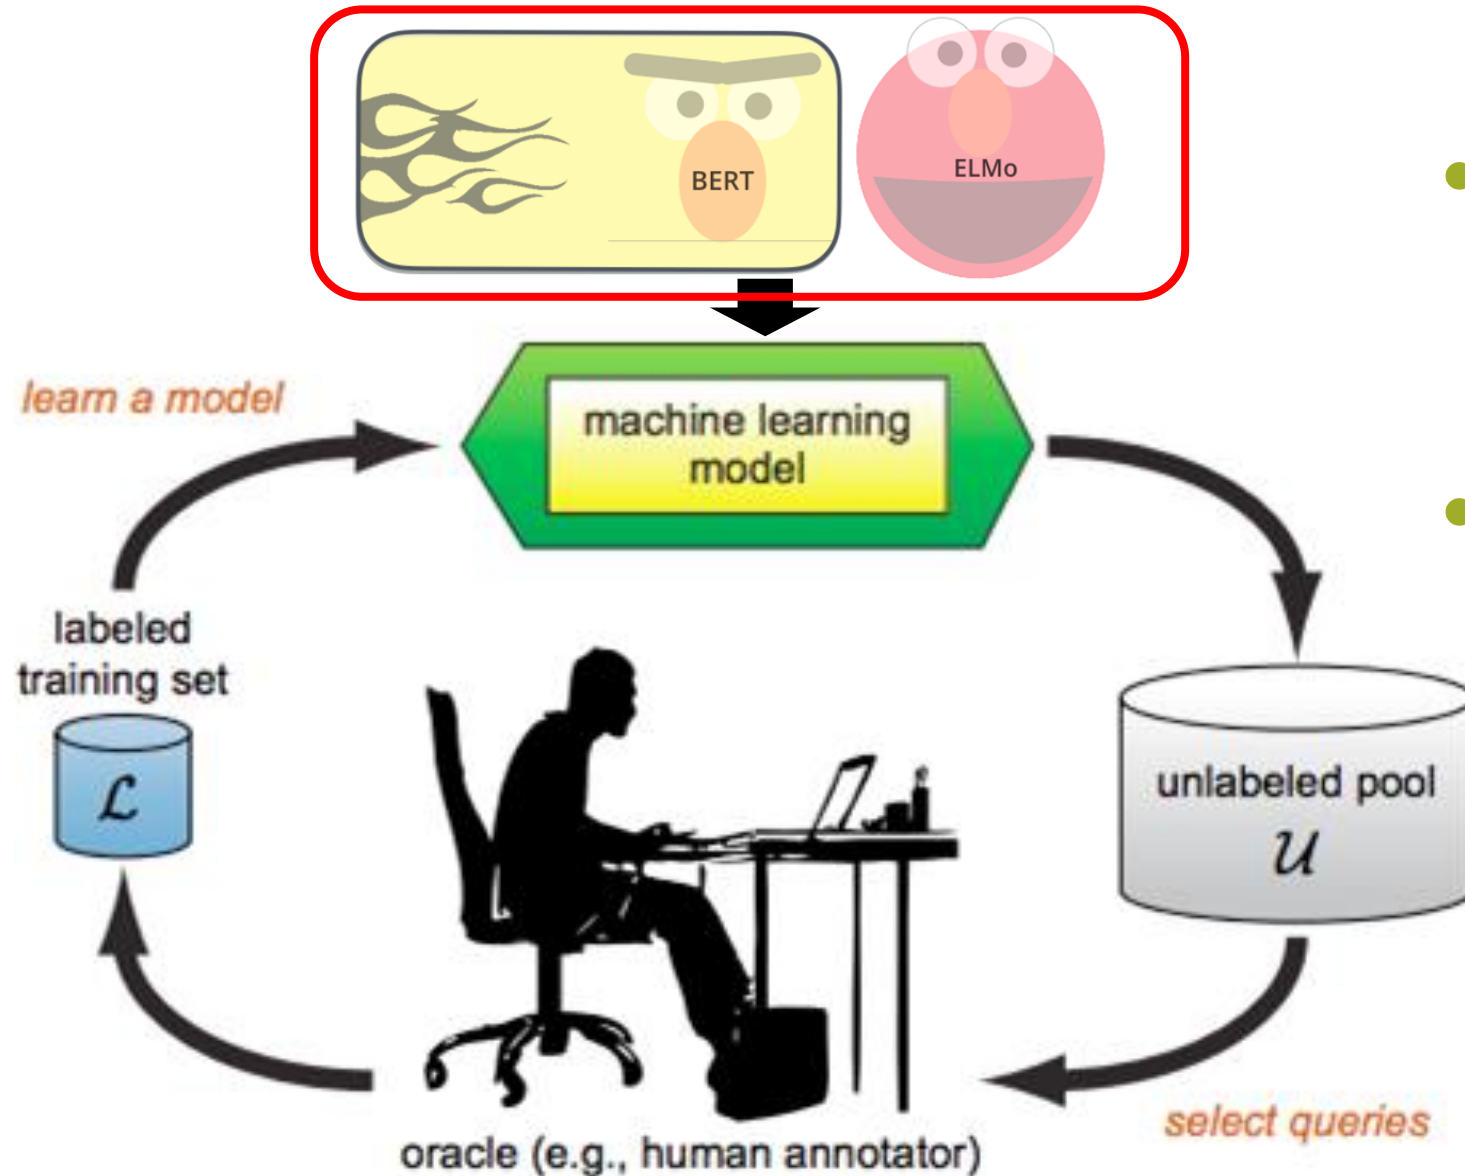 BERT
ELMo
learn a model
machine learning
model
labeled
training set
ℒ
unlabeled pool
𝒰
select queries
oracle (e.g., human annotator)